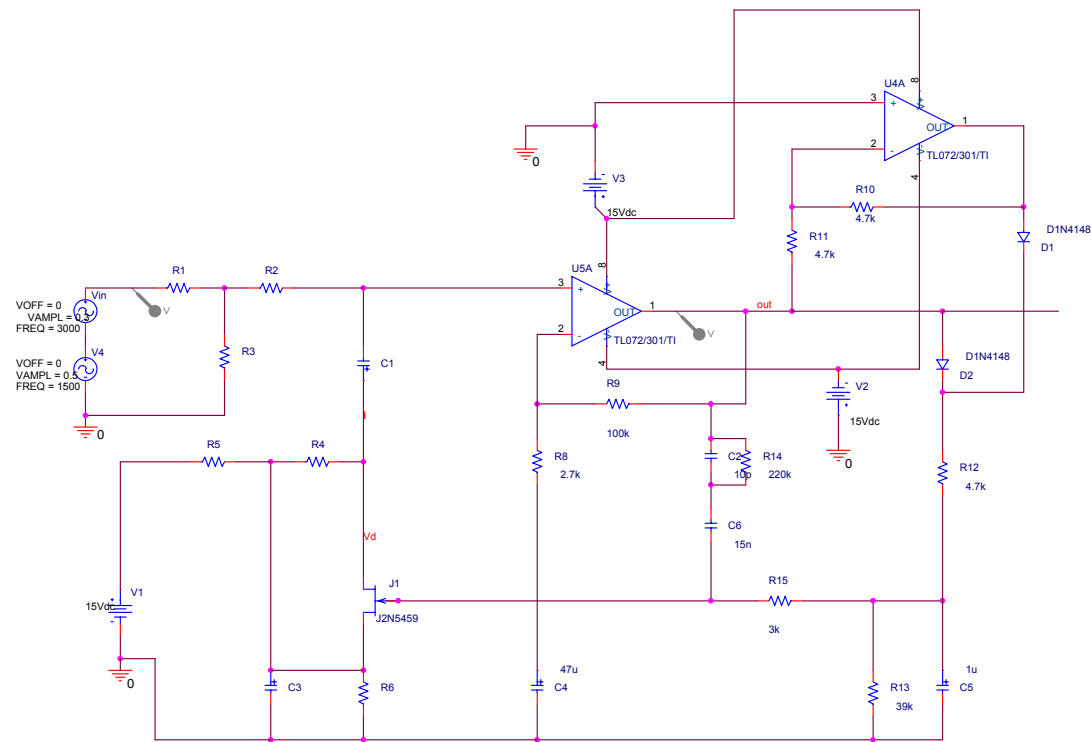 U4A
8
3
+
V+
OUT
1
2
-
V-
TL072/301/TI
4
0
V3
15Vdc
R10
4.7k
R11
4.7k
D1N4148
D1
U5A
8
3
+
V+
OUT
1
2
-
V-
TL072/301/TI
4
out
V
R1
R2
VOFF = 0
VAMPL = 0.3
FREQ = 3000
Vin
V
R3
C1
VOFF = 0
VAMPL = 0.5
FREQ = 1500
V4
0
D1N4148
D2
V2
15Vdc
0
R9
100k
R5
R4
R8
2.7k
C2
10p
R14
220k
R12
4.7k
C6
15n
Vd
J1
J2N5459
R15
3k
V1
15Vdc
0
C3
R6
47u
C4
R13
39k
1u
C5